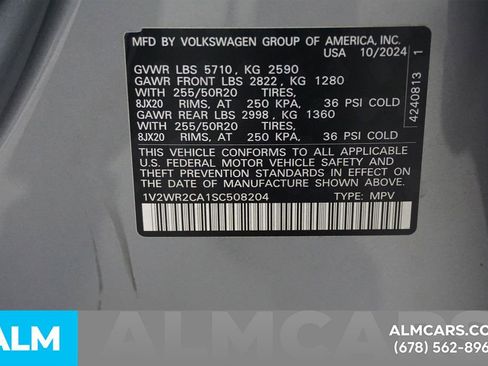 MFD BY VOLKSWAGEN GROUP OF AMERICA, INC.
USA 10/2024
GVWR LBS 5710, KG 2590
GAWR FRONT LBS 2822, KG 1280
WITH 255/50R20 TIRES,
8JX20 RIMS, AT 250 KPA, 36 PSI COLD
GAWR REAR LBS 2998, KG 1360
WITH 255/50R20 TIRES,
8JX20 RIMS, AT 250 KPA, 36 PSI COLD
THIS VEHICLE CONFORMS TO ALL APPLICABLE
U.S. FEDERAL MOTOR VEHICLE SAFETY AND
THEFT PREVENTION STANDARDS IN EFFECT ON THE
DATE OF MANUFACTURE SHOWN ABOVE.
1V2WR2CA1SC508204 TYPE: MPV
4240813 1
ALM
ALMCARS
ALMCARS.CO
(678) 562-896